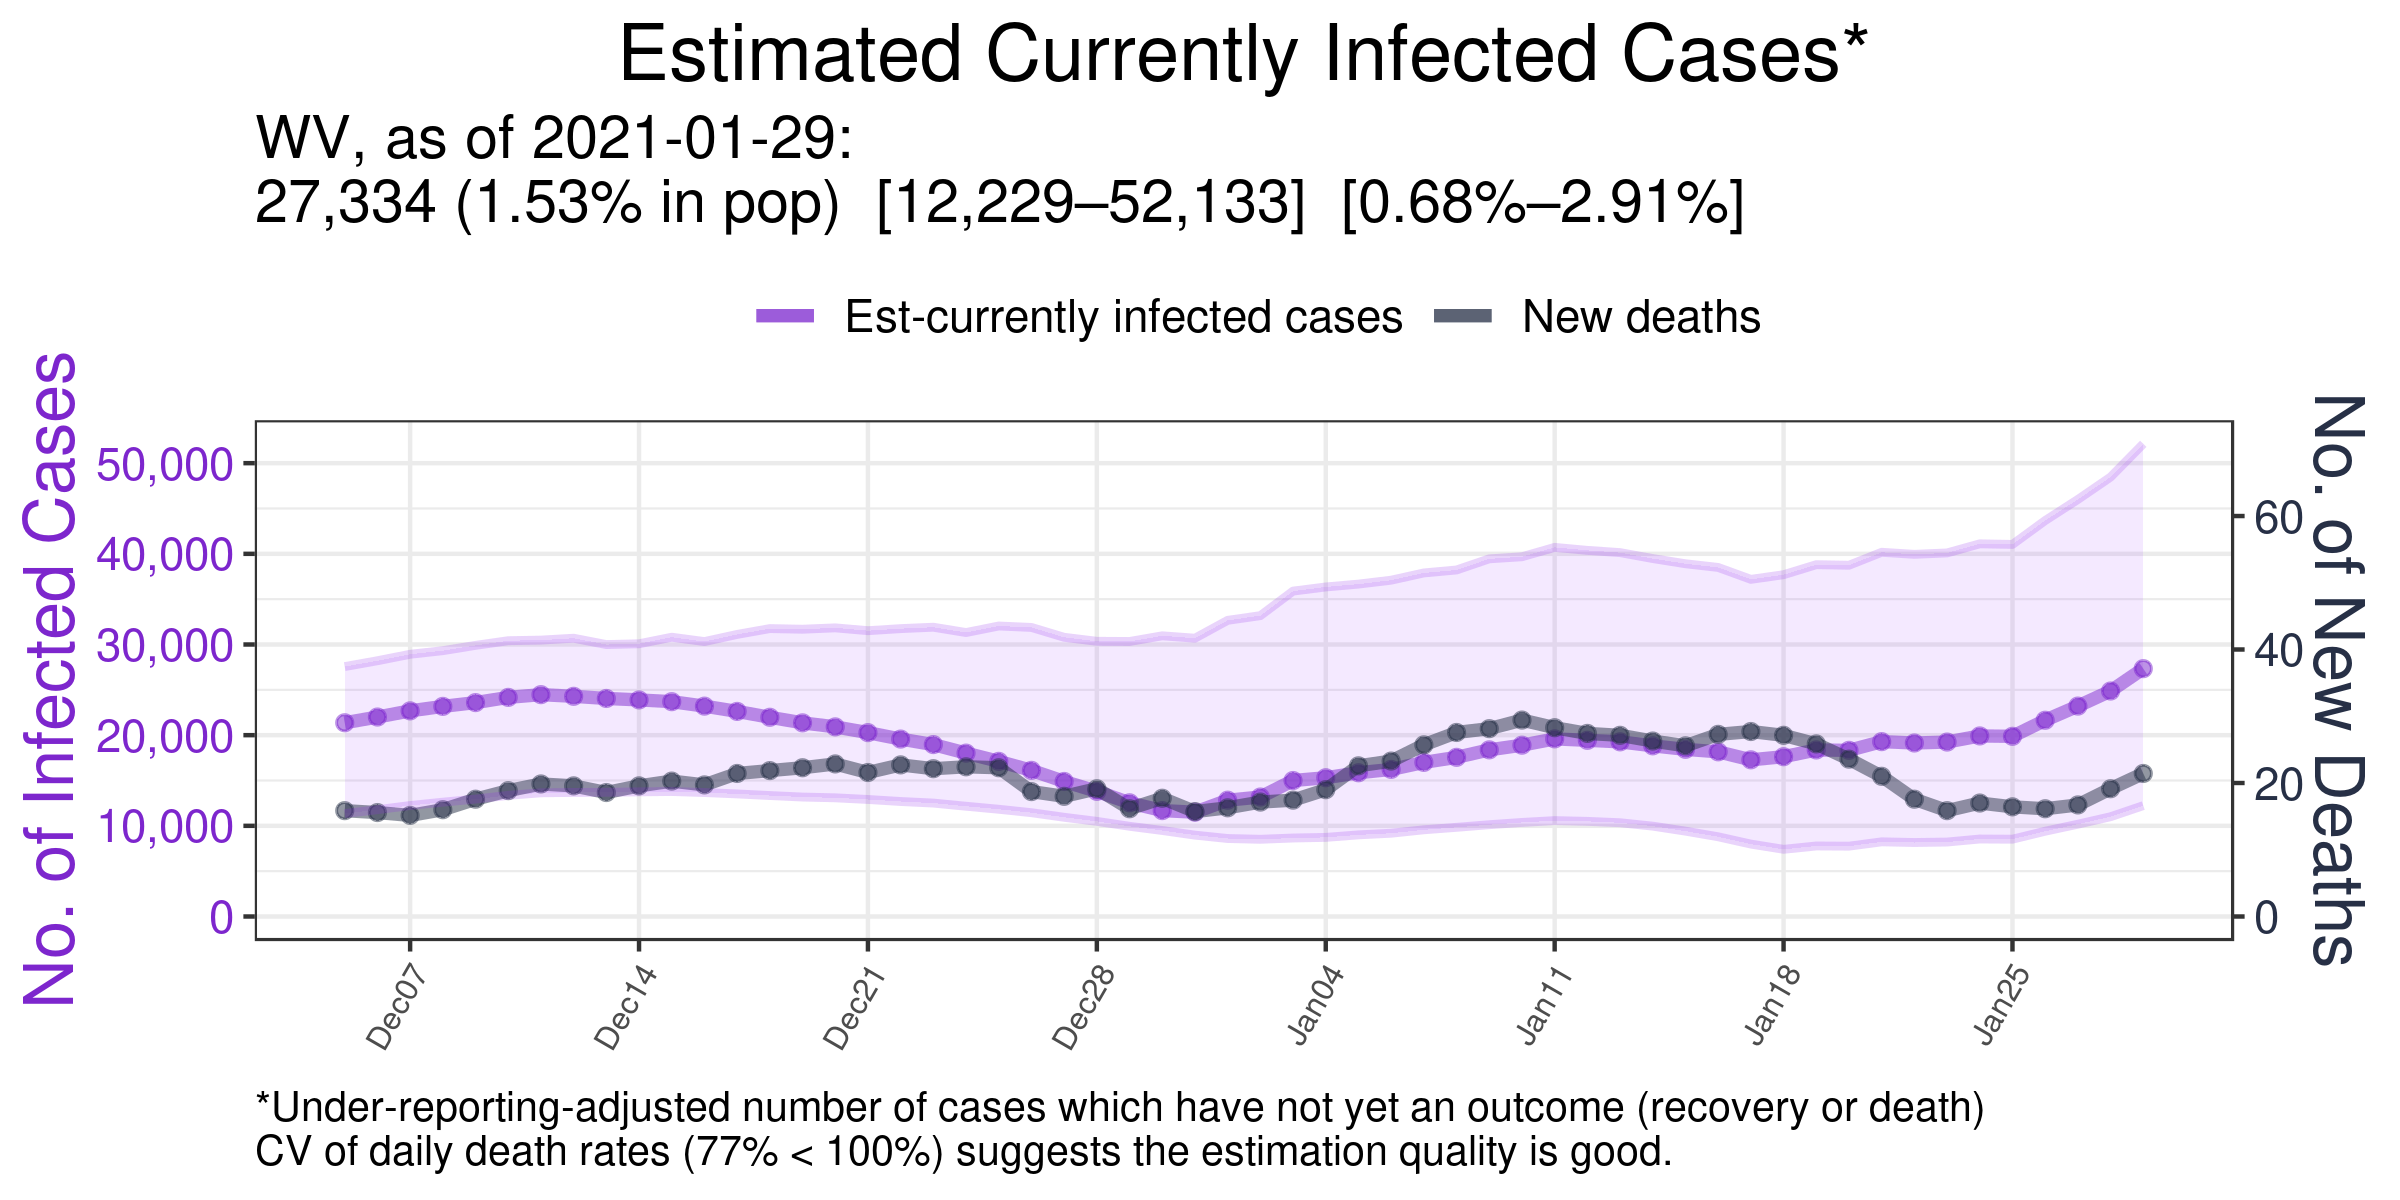 Estimated Currently Infected Cases*
WV, as of 2021-01-29:
27,334 (1.53% in pop)  [12,229–52,133]  [0.68%–2.91%]
Est-currently infected cases
New deaths
No. of Infected Cases
50,000
40,000
30,000
20,000
10,000
0
60
40
20
0
No. of New Deaths
Dec07
Dec14
Dec21
Dec28
Jan04
Jan11
Jan18
Jan25
*Under-reporting-adjusted number of cases which have not yet an outcome (recovery or death)
CV of daily death rates (77% < 100%) suggests the estimation quality is good.